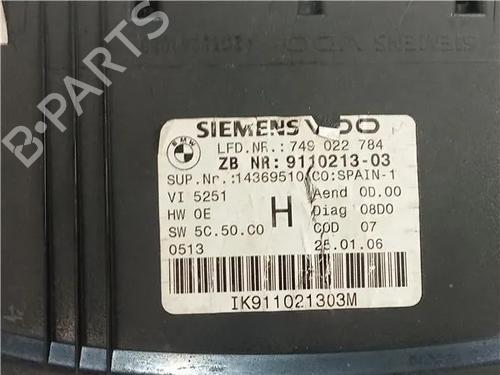 SIEMENS VDO
BMW
LFD.NR.:749 022 784
ZB NR:9110213-03
SUP.Nr.:14369510 CO:SPAIN-1
VI 5251 Aend 0D.00
HW 0E H Diag 08D0
SW 5C.50.C0 COD 07
0513 25.01.06
IK911021303M